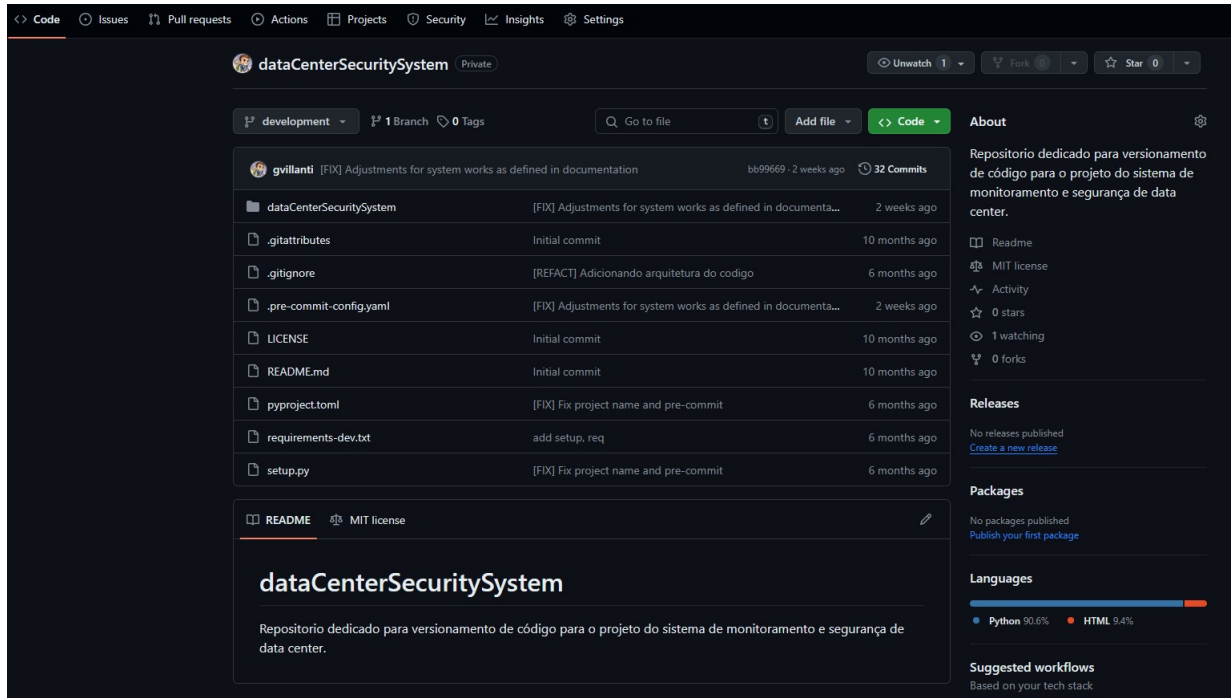 Code Issues Pull requests Actions Projects Security Insights Settings
dataCenterSecuritySystem Private
Unwatch 1 Fork 0 Star 0
development 1 Branch 0 Tags Go to file t Add file Code
gvillanti [FIX] Adjustments for system works as defined in documentation bb99669 · 2 weeks ago 32 Commits
dataCenterSecuritySystem [FIX] Adjustments for system works as defined in documenta... 2 weeks ago
.gitattributes Initial commit 10 months ago
.gitignore [REFACT] Adicionando arquitetura do codigo 6 months ago
.pre-commit-config.yaml [FIX] Adjustments for system works as defined in documenta... 2 weeks ago
LICENSE Initial commit 10 months ago
README.md Initial commit 10 months ago
pyproject.toml [FIX] Fix project name and pre-commit 6 months ago
requirements-dev.txt add setup, req 6 months ago
setup.py [FIX] Fix project name and pre-commit 6 months ago
README MIT license
dataCenterSecuritySystem
Repositorio dedicado para versionamento de código para o projeto do sistema de monitoramento e segurança de
data center.
About
Repositorio dedicado para versionamento
de código para o projeto do sistema de
monitoramento e segurança de data
center.
Readme
MIT license
Activity
0 stars
1 watching
0 forks
Releases
No releases published
Create a new release
Packages
No packages published
Publish your first package
Languages
Python 90.6% HTML 9.4%
Suggested workflows
Based on your tech stack